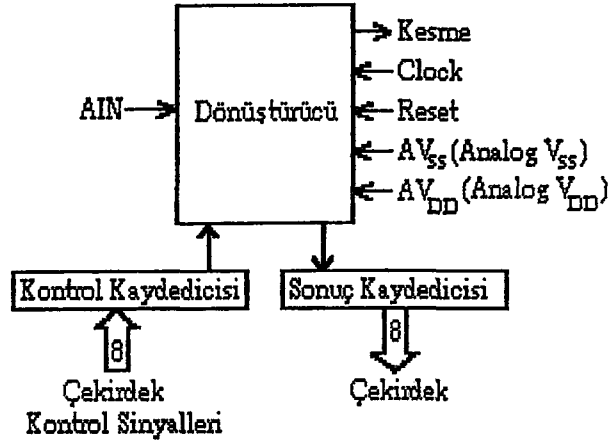 Kesme
Clock
AIN
Dönüştürücü
Reset
AVSS (Analog VSS)
AVDD (Analog VDD)
Kontrol Kaydedicisi
Sonuç Kaydedicisi
8
8
Çekirdek
Kontrol Sinyalleri
Çekirdek